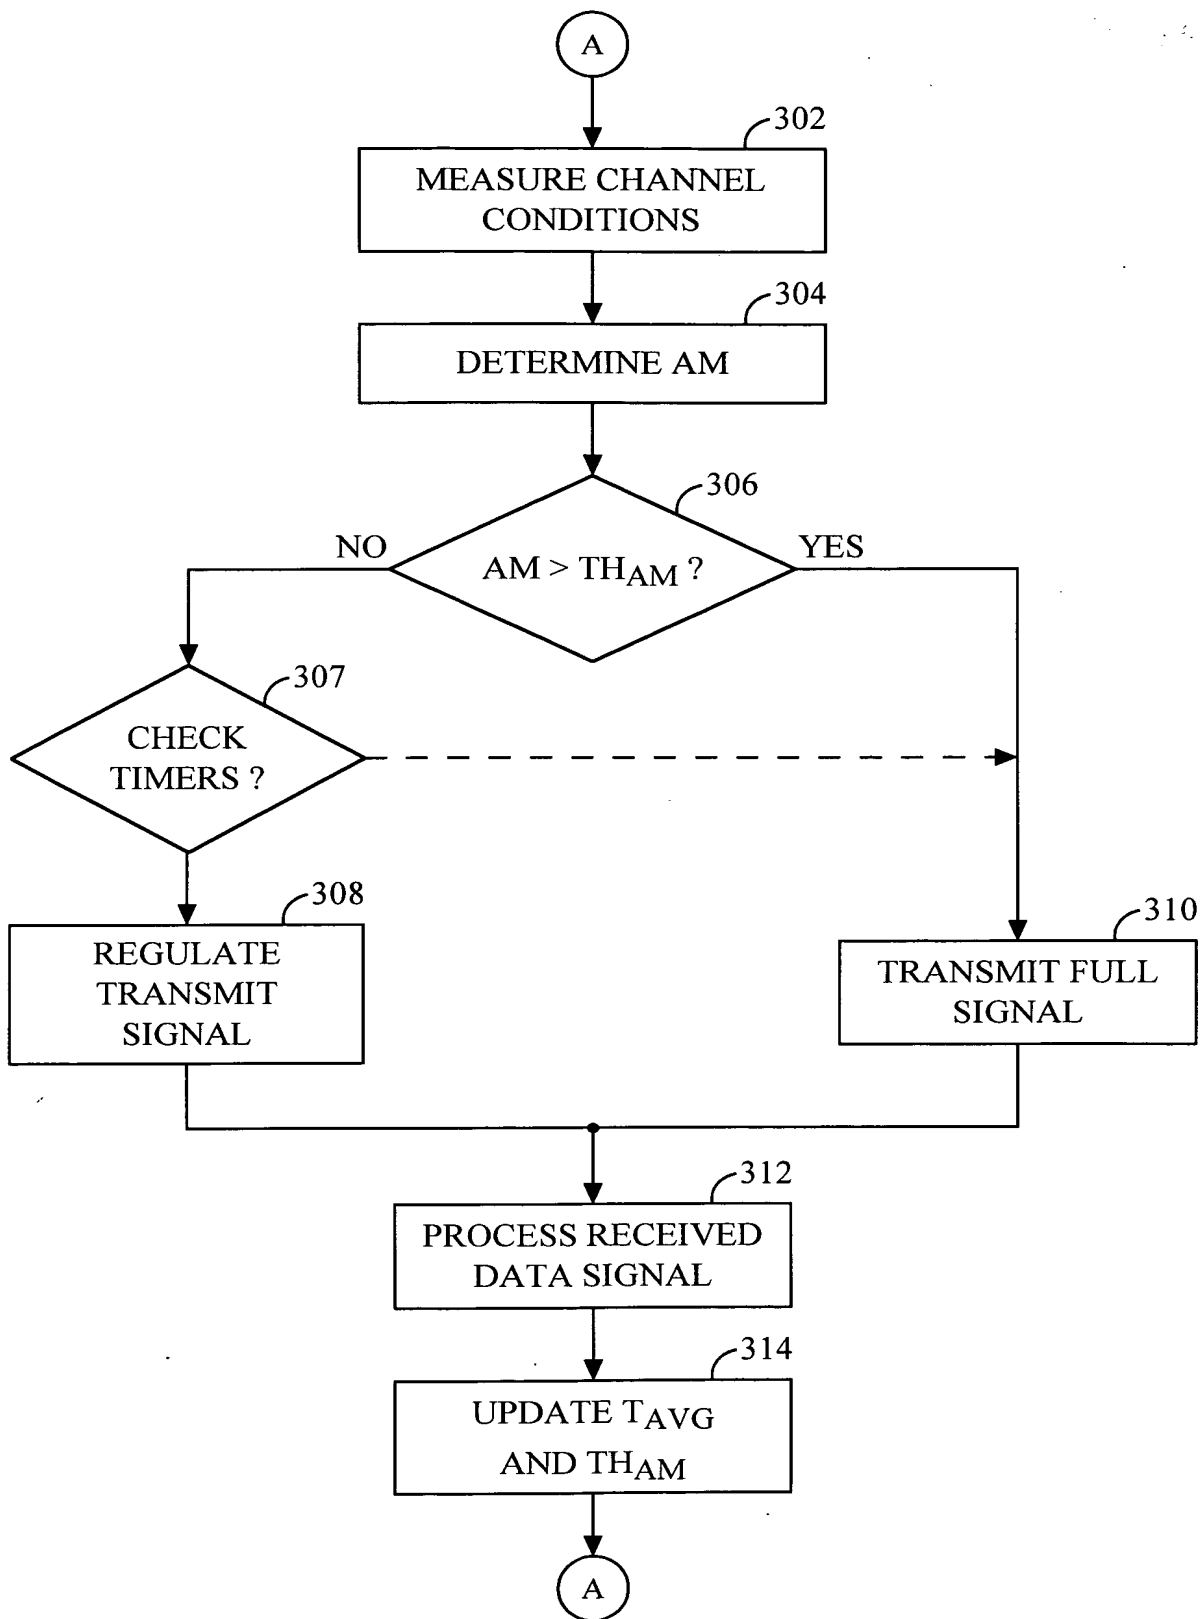 A
302
MEASURE CHANNEL
CONDITIONS
304
DETERMINE AM
306
NO
AM > THAM ?
YES
307
CHECK
TIMERS ?
308
REGULATE
TRANSMIT
SIGNAL
310
TRANSMIT FULL
SIGNAL
312
PROCESS RECEIVED
DATA SIGNAL
314
UPDATE TAVG
AND THAM
A